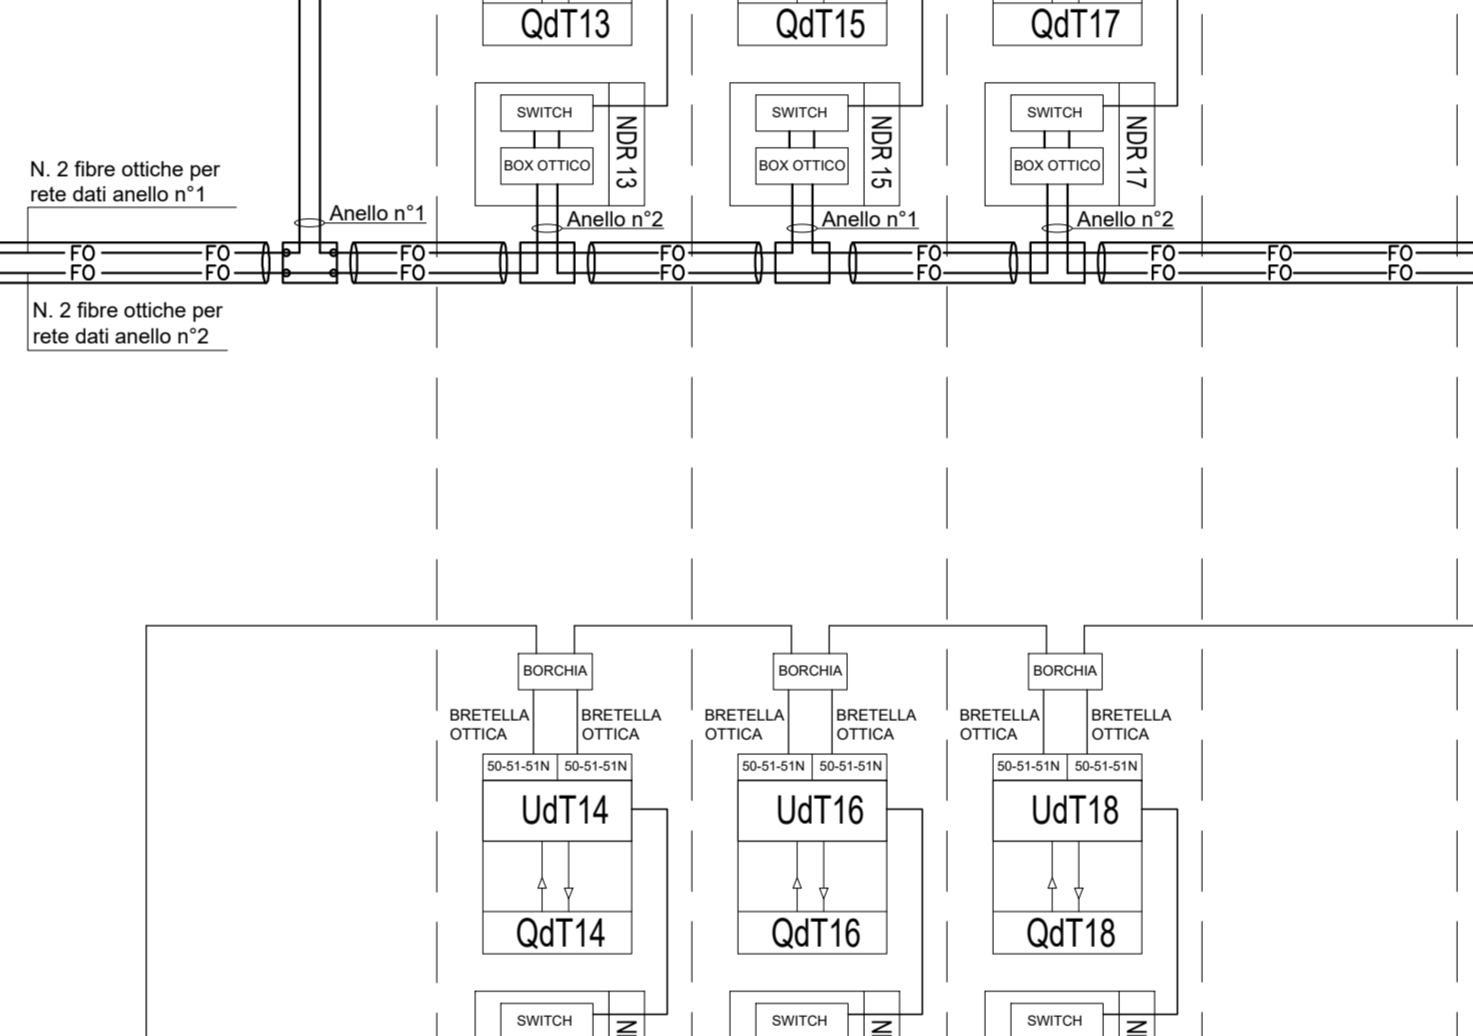 QdT13
QdT15
QdT17
SWITCH
BOX OTTICO
NDR 13
SWITCH
BOX OTTICO
NDR 15
SWITCH
BOX OTTICO
NDR 17
N. 2 fibre ottiche per
rete dati anello n°1
Anello n°1
Anello n°2
Anello n°1
Anello n°2
FO FO FO FO FO FO FO FO
FO FO FO FO FO FO FO FO
N. 2 fibre ottiche per
rete dati anello n°2
BORCHIA
BORCHIA
BORCHIA
BRETELLA
OTTICA
BRETELLA
OTTICA
BRETELLA
OTTICA
BRETELLA
OTTICA
BRETELLA
OTTICA
BRETELLA
OTTICA
50-51-51N 50-51-51N
50-51-51N 50-51-51N
50-51-51N 50-51-51N
UdT14
UdT16
UdT18
QdT14
QdT16
QdT18
SWITCH
N
SWITCH
N
SWITCH
N